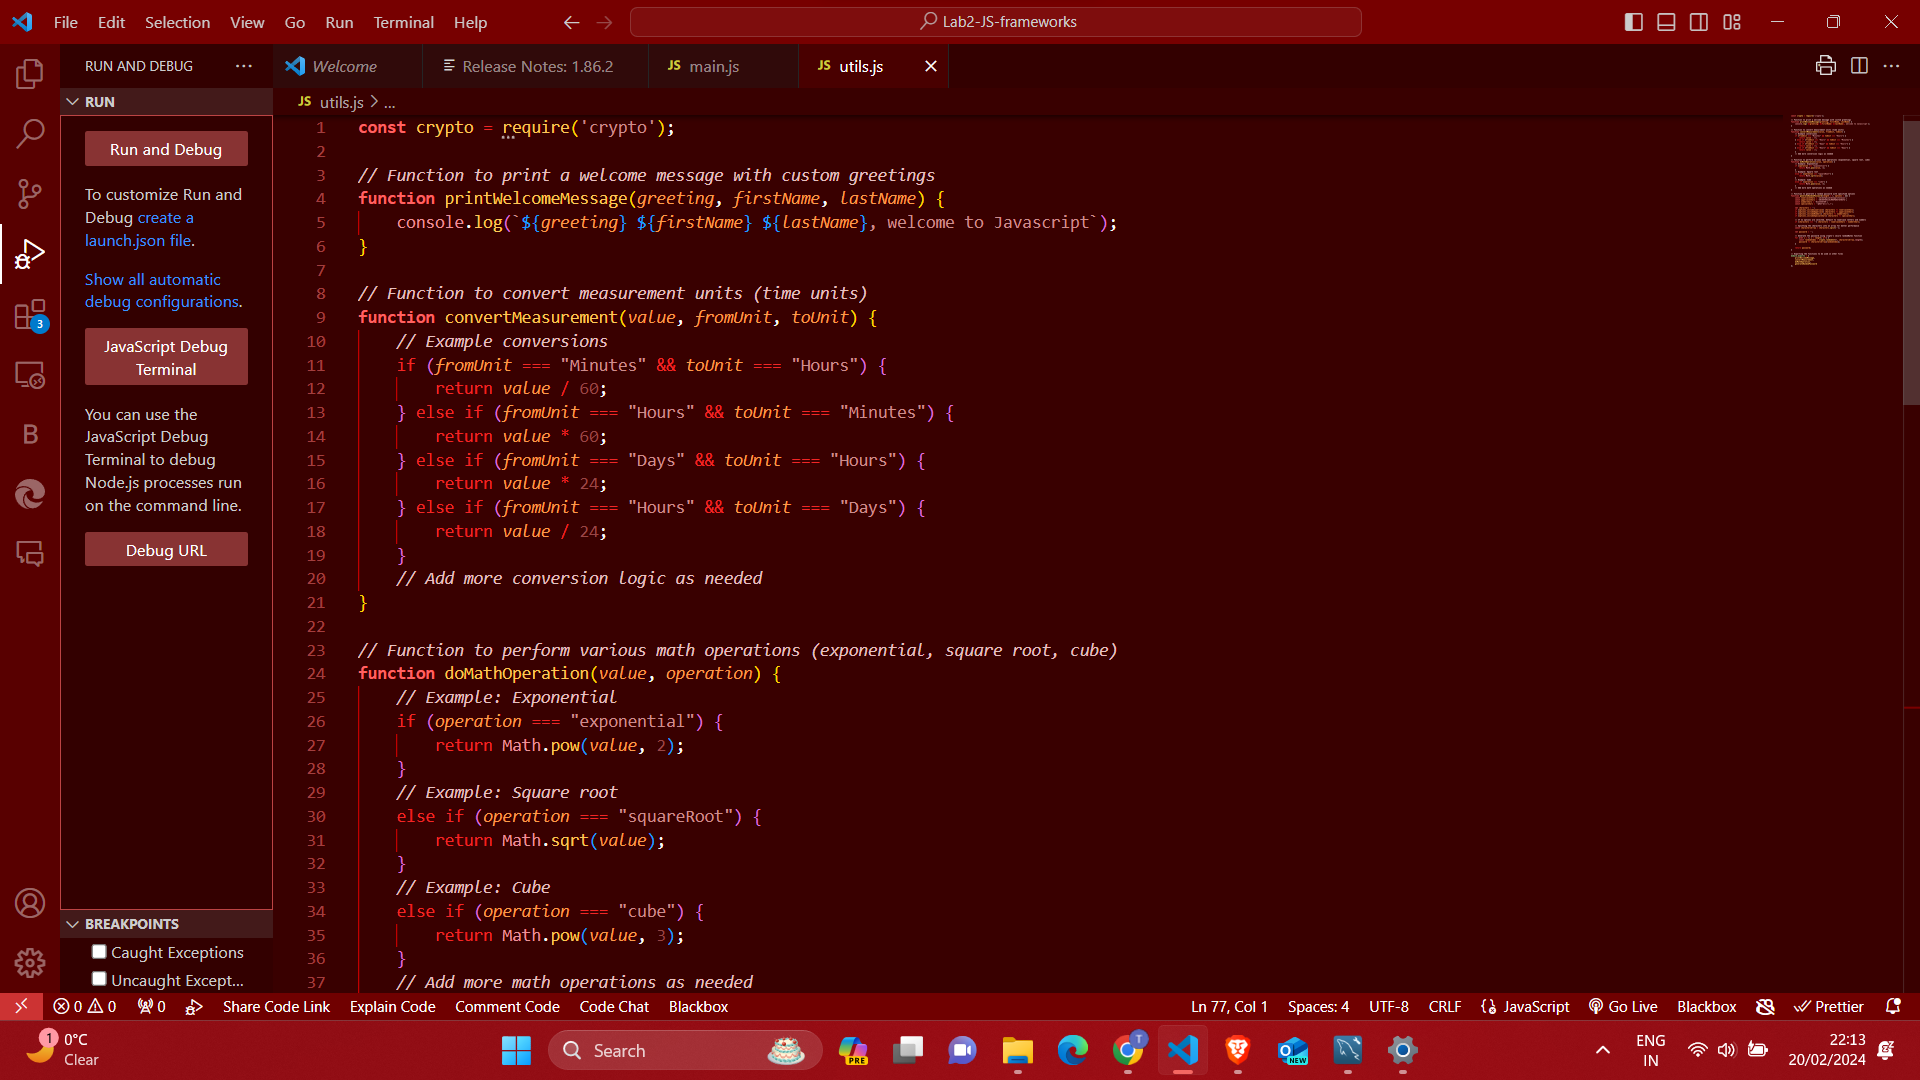 File Edit Selection View Go Run Terminal Help
Lab2-JS-frameworks
RUN AND DEBUG
Welcome
Release Notes: 1.86.2
JS main.js
JS utils.js
RUN
JS utils.js > ...
Run and Debug
To customize Run and
Debug create a
launch.json file.
Show all automatic
debug configurations.
JavaScript Debug
Terminal
You can use the
JavaScript Debug
Terminal to debug
Node.js processes run
on the command line.
Debug URL
3
B
BREAKPOINTS
Caught Exceptions
Uncaught Except...
1 const crypto = require('crypto');
2
3 // Function to print a welcome message with custom greetings
4 function printWelcomeMessage(greeting, firstName, lastName) {
5 console.log(`${greeting} ${firstName} ${lastName}, welcome to Javascript`);
6 }
7
8 // Function to convert measurement units (time units)
9 function convertMeasurement(value, fromUnit, toUnit) {
10 // Example conversions
11 if (fromUnit === "Minutes" && toUnit === "Hours") {
12 return value / 60;
13 } else if (fromUnit === "Hours" && toUnit === "Minutes") {
14 return value * 60;
15 } else if (fromUnit === "Days" && toUnit === "Hours") {
16 return value * 24;
17 } else if (fromUnit === "Hours" && toUnit === "Days") {
18 return value / 24;
19 }
20 // Add more conversion logic as needed
21 }
22
23 // Function to perform various math operations (exponential, square root, cube)
24 function doMathOperation(value, operation) {
25 // Example: Exponential
26 if (operation === "exponential") {
27 return Math.pow(value, 2);
28 }
29 // Example: Square root
30 else if (operation === "squareRoot") {
31 return Math.sqrt(value);
32 }
33 // Example: Cube
34 else if (operation === "cube") {
35 return Math.pow(value, 3);
36 }
37 // Add more math operations as needed
0 0 0 Share Code Link Explain Code Comment Code Code Chat Blackbox
Ln 77, Col 1 Spaces: 4 UTF-8 CRLF {} JavaScript Go Live Blackbox Prettier
1
0°C
Clear
Search
PRE
T
NEW
ENG
IN
22:13
20/02/2024